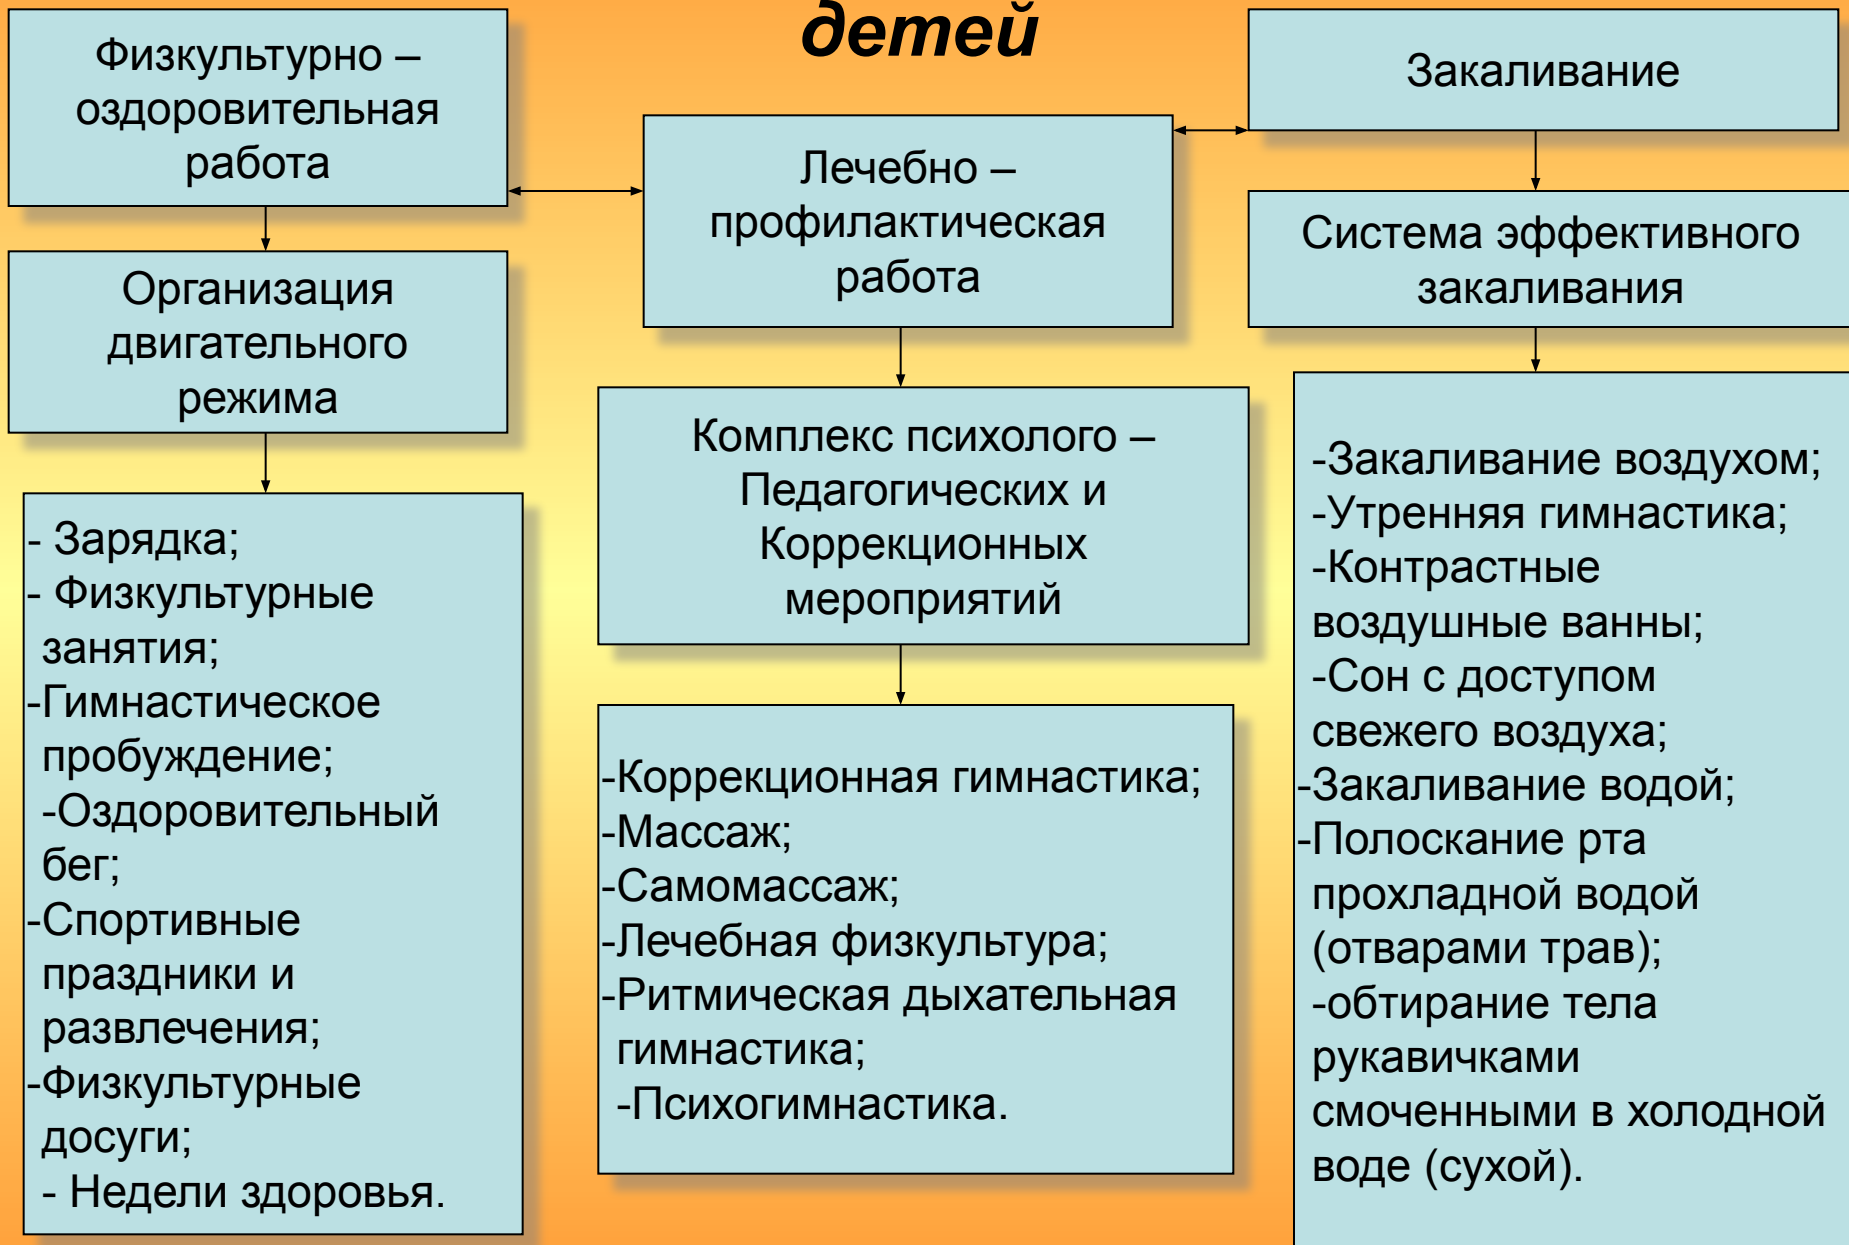 детей
Физкультурно –
оздоровительная
работа
Организация
двигательного
режима
- Зарядка;
- Физкультурные
занятия;
-Гимнастическое
пробуждение;
-Оздоровительный
бег;
-Спортивные
праздники и
развлечения;
-Физкультурные
досуги;
- Недели здоровья.
Лечебно –
профилактическая
работа
Комплекс психолого –
Педагогических и
Коррекционных
мероприятий
-Коррекционная гимнастика;
-Массаж;
-Самомассаж;
-Лечебная физкультура;
-Ритмическая дыхательная
гимнастика;
-Психогимнастика.
Закаливание
Система эффективного
закаливания
-Закаливание воздухом;
-Утренняя гимнастика;
-Контрастные
воздушные ванны;
-Сон с доступом
свежего воздуха;
-Закаливание водой;
-Полоскание рта
прохладной водой
(отварами трав);
-обтирание тела
рукавичками
смоченными в холодной
воде (сухой).